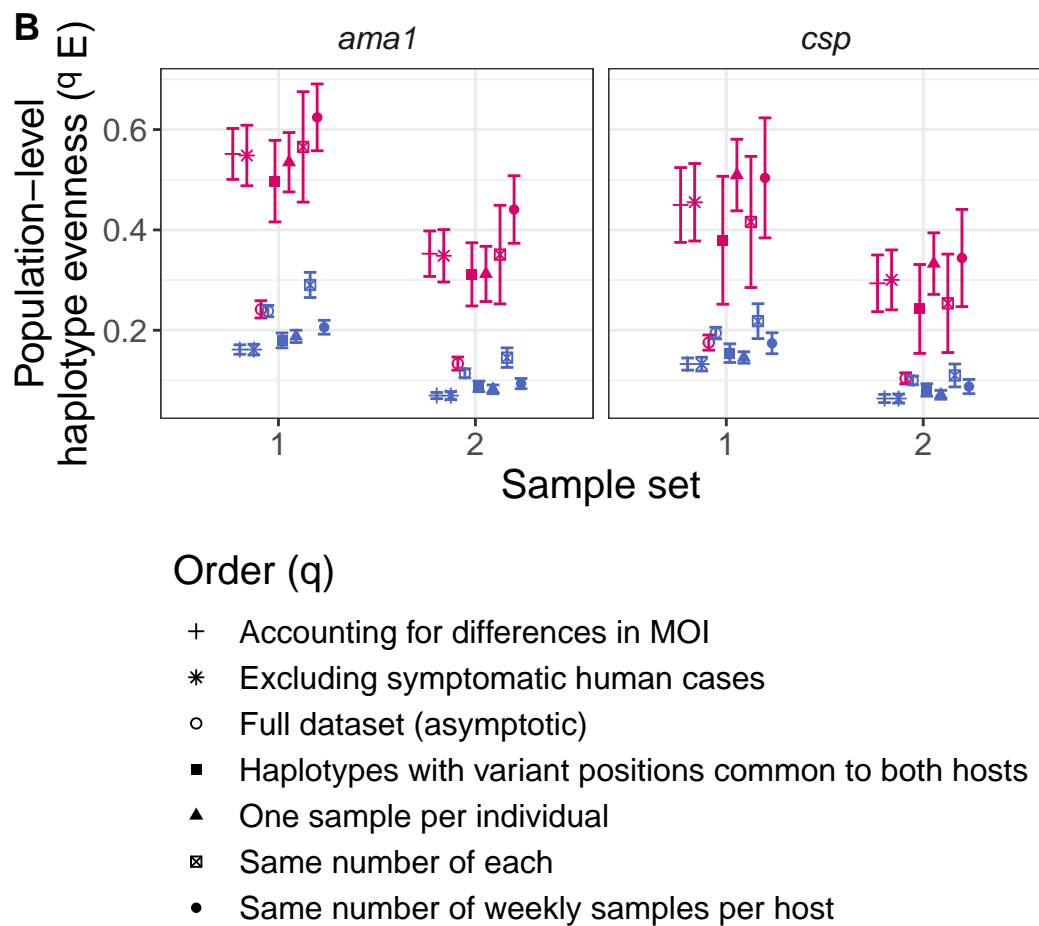 B
ama1
csp
Population−level
haplotype evenness (q E)
0.6
0.4
0.2
1
2
1
2
Sample set
Order (q)
Accounting for differences in MOI
Excluding symptomatic human cases
Full dataset (asymptotic)
Haplotypes with variant positions common to both hosts
One sample per individual
Same number of each
Same number of weekly samples per host